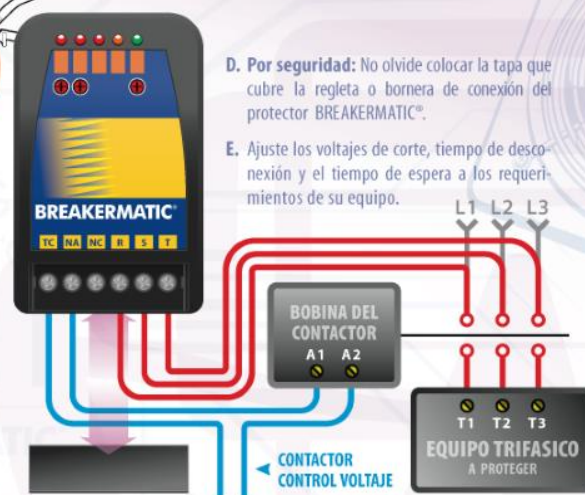 D. Por seguridad: No olvide colocar la tapa que
cubre la regleta o bornera de conexión del
protector BREAKERMATIC®.
E. Ajuste los voltajes de corte, tiempo de desco-
nexión y el tiempo de espera a los requeri-
mientos de su equipo.
L1 L2 L3
BREAKERMATIC®
TC NA NC R S T
BOBINA DEL
CONTACTOR
A1 A2
T1 T2 T3
EQUIPO TRIFASICO
A PROTEGER
CONTACTOR
CONTROL VOLTAJE